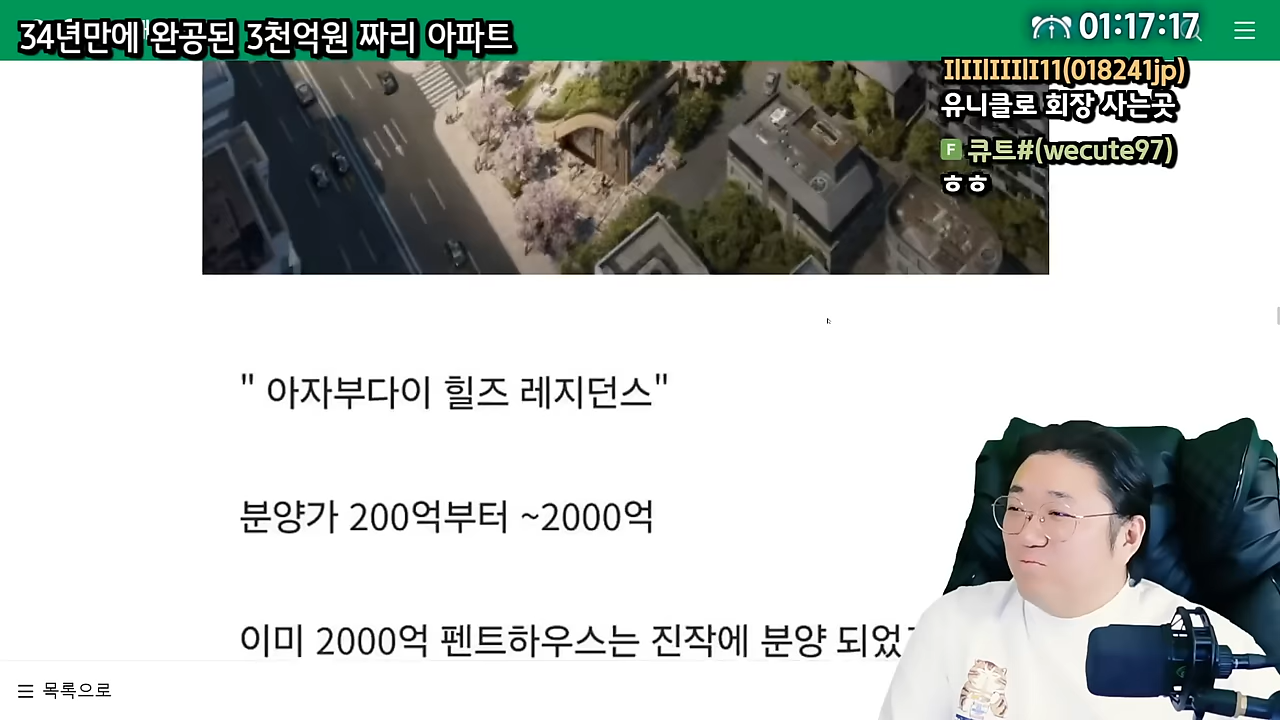 34년만에 완공된 3천억원 짜리 아파트
01:17:17
IlIIlIIIlI11(018241jp)
유니클로 회장 사는곳
F 큐트#(wecute97)
ㅎㅎ
" 아자부다이 힐즈 레지던스"
분양가 200억부터 ~2000억
이미 2000억 펜트하우스는 진작에 분양 되었
목록으로